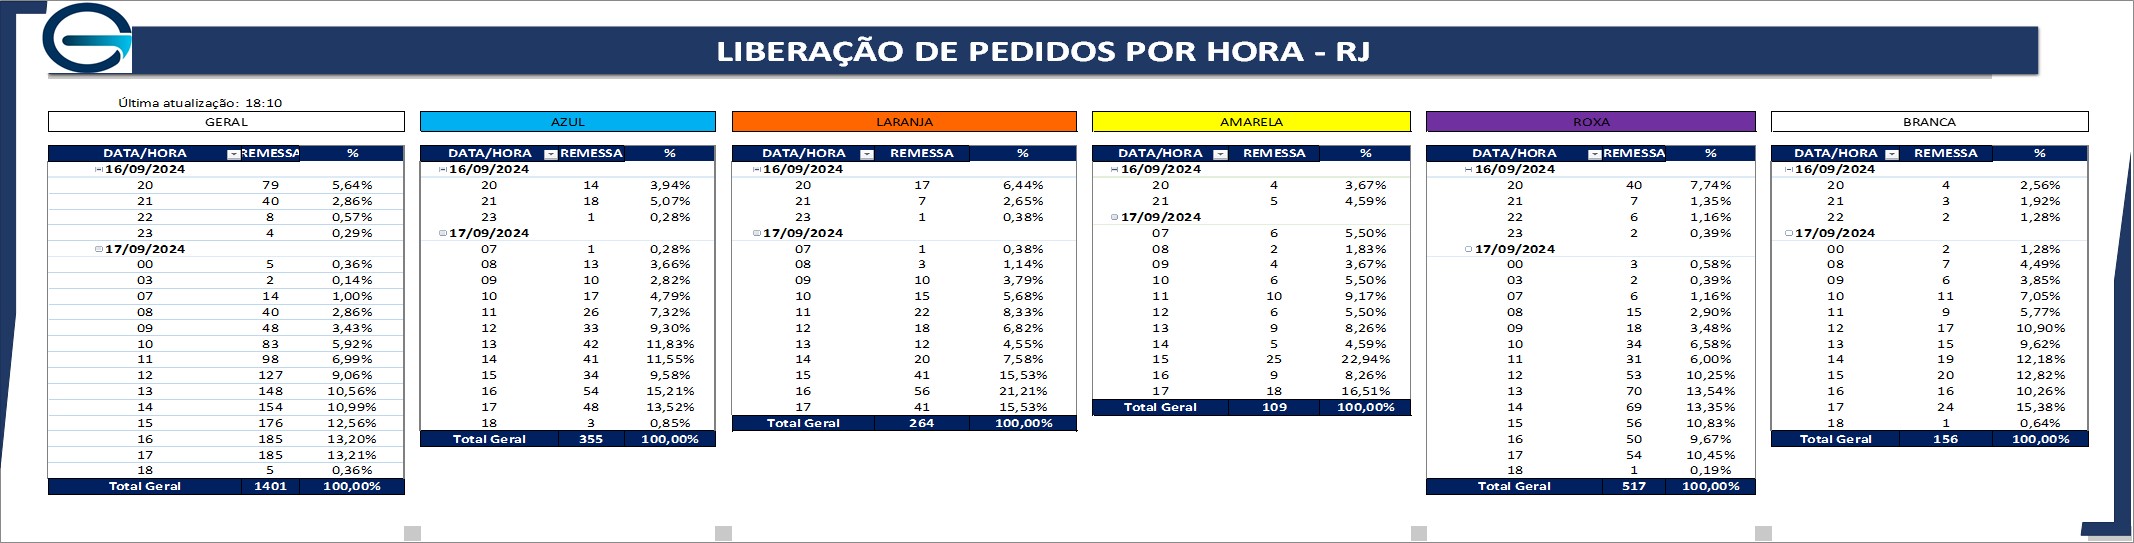 LIBERAÇÃO DE PEDIDOS POR HORA - RJ
Última atualização: 18:10
GERAL
DATA/HORA REMESSA %
16/09/2024
20 79 5,64%
21 40 2,86%
22 8 0,57%
23 4 0,29%
17/09/2024
00 5 0,36%
03 2 0,14%
07 14 1,00%
08 40 2,86%
09 48 3,43%
10 83 5,92%
11 98 6,99%
12 127 9,06%
13 148 10,56%
14 154 10,99%
15 176 12,56%
16 185 13,20%
17 185 13,21%
18 5 0,36%
Total Geral 1401 100,00%
AZUL
DATA/HORA REMESSA %
16/09/2024
20 14 3,94%
21 18 5,07%
23 1 0,28%
17/09/2024
07 1 0,28%
08 13 3,66%
09 10 2,82%
10 17 4,79%
11 26 7,32%
12 33 9,30%
13 42 11,83%
14 41 11,55%
15 34 9,58%
16 54 15,21%
17 48 13,52%
18 3 0,85%
Total Geral 355 100,00%
LARANJA
DATA/HORA REMESSA %
16/09/2024
20 17 6,44%
21 7 2,65%
23 1 0,38%
17/09/2024
07 1 0,38%
08 3 1,14%
09 10 3,79%
10 15 5,68%
11 22 8,33%
12 18 6,82%
13 12 4,55%
14 20 7,58%
15 41 15,53%
16 56 21,21%
17 41 15,53%
Total Geral 264 100,00%
AMARELA
DATA/HORA REMESSA %
16/09/2024
20 4 3,67%
21 5 4,59%
17/09/2024
07 6 5,50%
08 2 1,83%
09 4 3,67%
10 6 5,50%
11 10 9,17%
12 6 5,50%
13 9 8,26%
14 5 4,59%
15 25 22,94%
16 9 8,26%
17 18 16,51%
Total Geral 109 100,00%
ROXA
DATA/HORA REMESSA %
16/09/2024
20 40 7,74%
21 7 1,35%
22 6 1,16%
23 2 0,39%
17/09/2024
00 3 0,58%
03 2 0,39%
07 6 1,16%
08 15 2,90%
09 18 3,48%
10 34 6,58%
11 31 6,00%
12 53 10,25%
13 70 13,54%
14 69 13,35%
15 56 10,83%
16 50 9,67%
17 54 10,45%
18 1 0,19%
Total Geral 517 100,00%
BRANCA
DATA/HORA REMESSA %
16/09/2024
20 4 2,56%
21 3 1,92%
22 2 1,28%
17/09/2024
00 2 1,28%
08 7 4,49%
09 6 3,85%
10 11 7,05%
11 9 5,77%
12 17 10,90%
13 15 9,62%
14 19 12,18%
15 20 12,82%
16 16 10,26%
17 24 15,38%
18 1 0,64%
Total Geral 156 100,00%